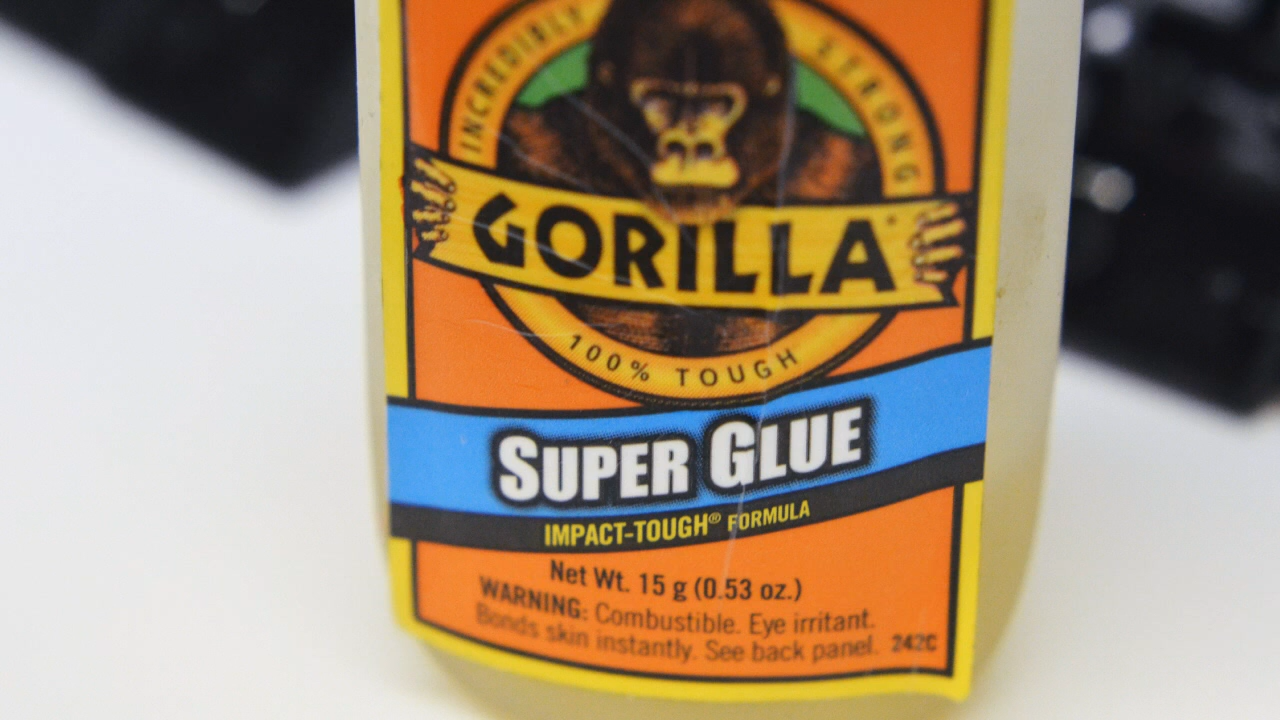 INCREDIBLY STRONG
GORILLA
100% TOUGH
SUPER GLUE
IMPACT-TOUGH® FORMULA
Net Wt. 15 g (0.53 oz.)
WARNING: Combustible. Eye irritant.
Bonds skin instantly. See back panel. 242C